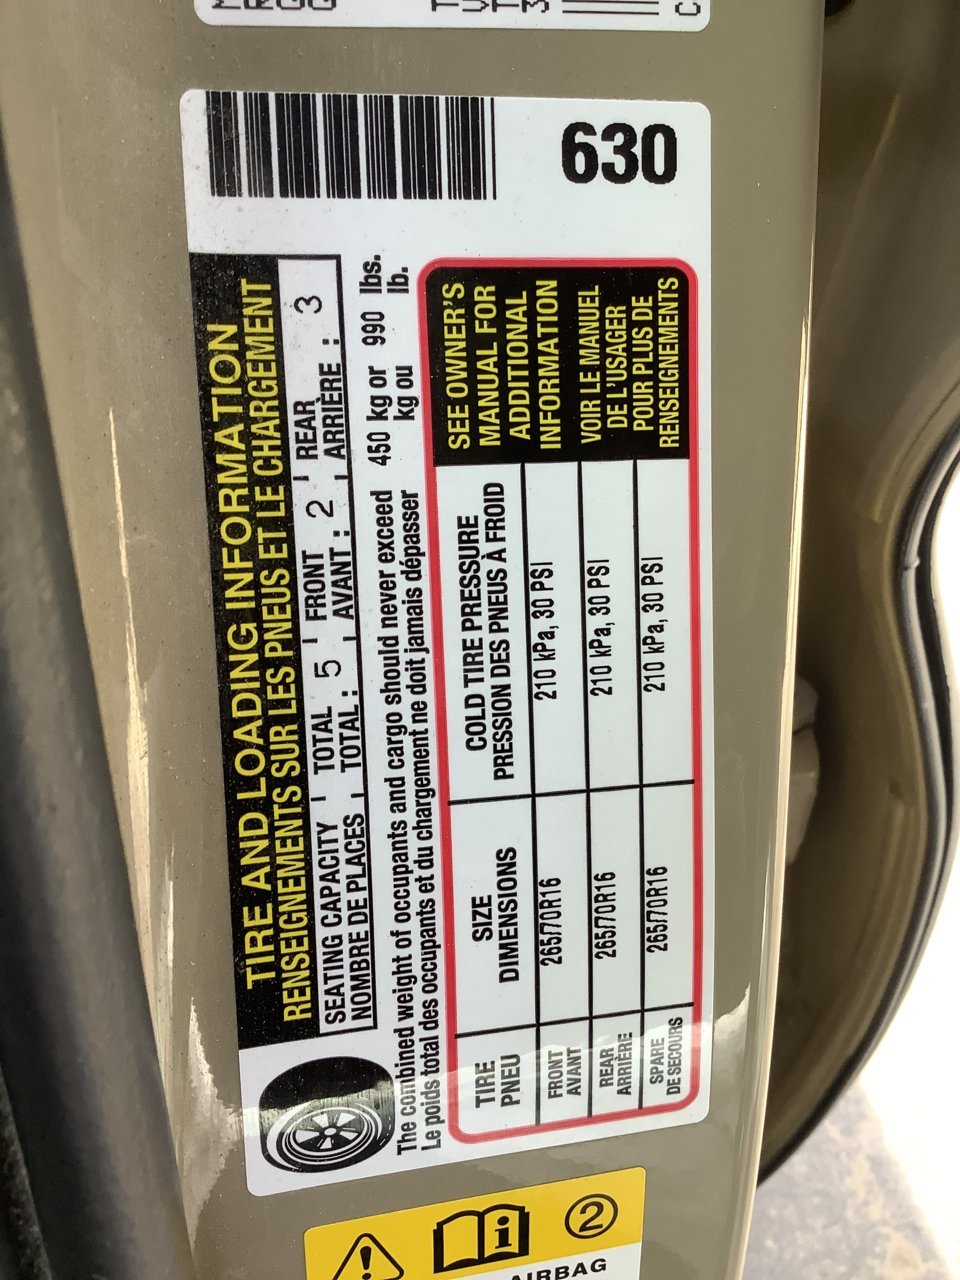 630
TIRE AND LOADING INFORMATION
RENSEIGNEMENTS SUR LES PNEUS ET LE CHARGEMENT
SEATING CAPACITY TOTAL 5 FRONT 2 REAR 3
NOMBRE DE PLACES TOTAL : AVANT : ARRIÈRE :
The combined weight of occupants and cargo should never exceed 450 kg or 990 lbs.
Le poids total des occupants et du chargement ne doit jamais dépasser kg ou lb.
TIRE SIZE COLD TIRE PRESSURE
PNEU DIMENSIONS PRESSION DES PNEUS À FROID
FRONT 265/70R16 210 kPa, 30 PSI
AVANT
REAR 265/70R16 210 kPa, 30 PSI
ARRIÈRE
SPARE 265/70R16 210 kPa, 30 PSI
DE SECOURS
SEE OWNER'S
MANUAL FOR
ADDITIONAL
INFORMATION
VOIR LE MANUEL
DE L'USAGER
POUR PLUS DE
RENSEIGNEMENTS
2
AIRBAG